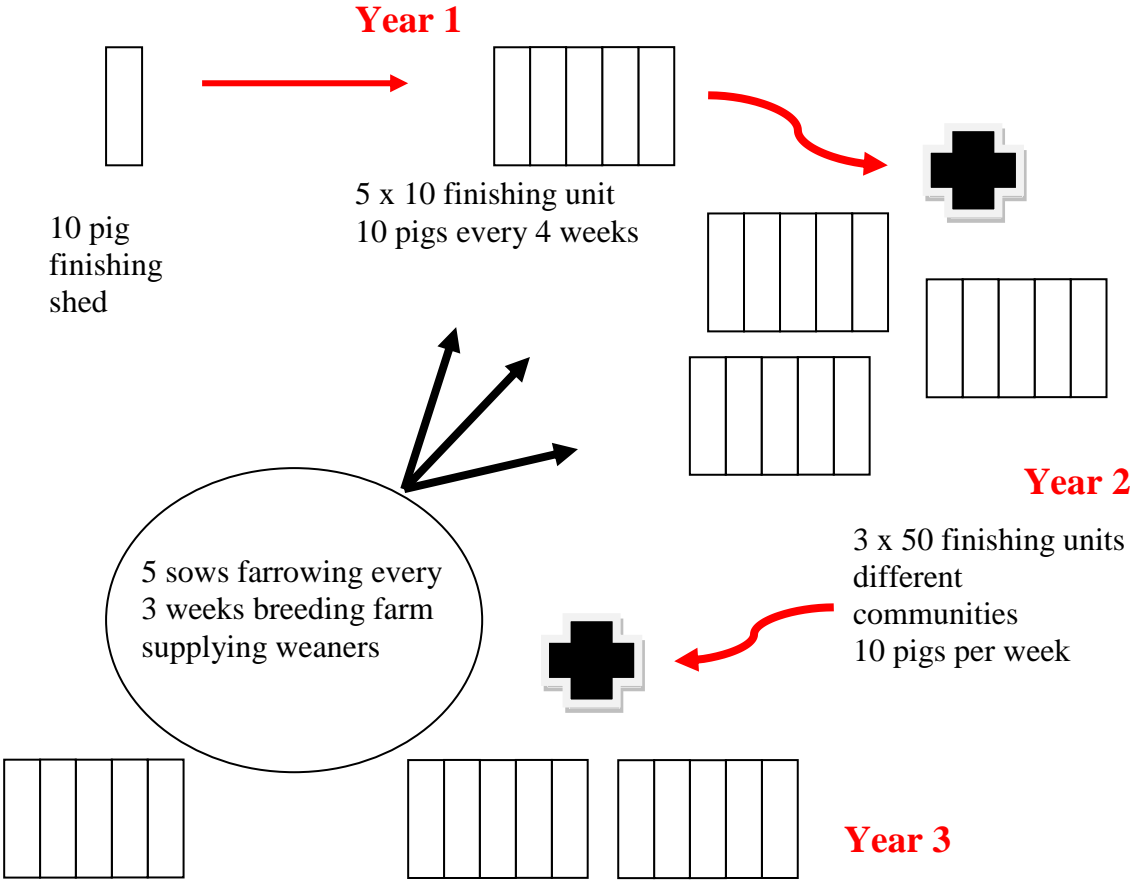 Year 1
10 pig
finishing
shed
5 x 10 finishing unit
10 pigs every 4 weeks
Year 2
3 x 50 finishing units
different
communities
10 pigs per week
5 sows farrowing every
3 weeks breeding farm
supplying weaners
Year 3